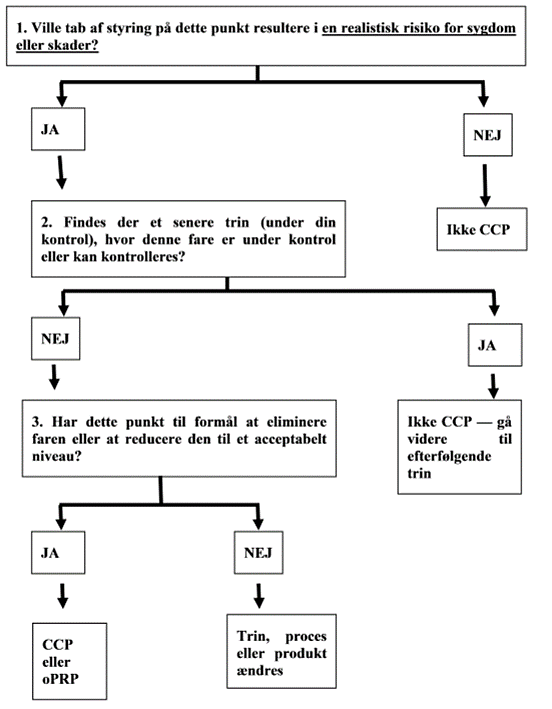 1. Ville tab af styring på dette punkt resultere i en realistisk risiko for sygdom
eller skader?
JA
NEJ
Ikke CCP
2. Findes der et senere trin (under din
kontrol), hvor denne fare er under kontrol
eller kan kontrolleres?
NEJ
JA
3. Har dette punkt til formål at eliminere
faren eller at reducere den til et acceptabelt
niveau?
Ikke CCP — gå
videre til
efterfølgende
trin
JA
NEJ
CCP
eller
oPRP
Trin, proces
eller produkt
ændres